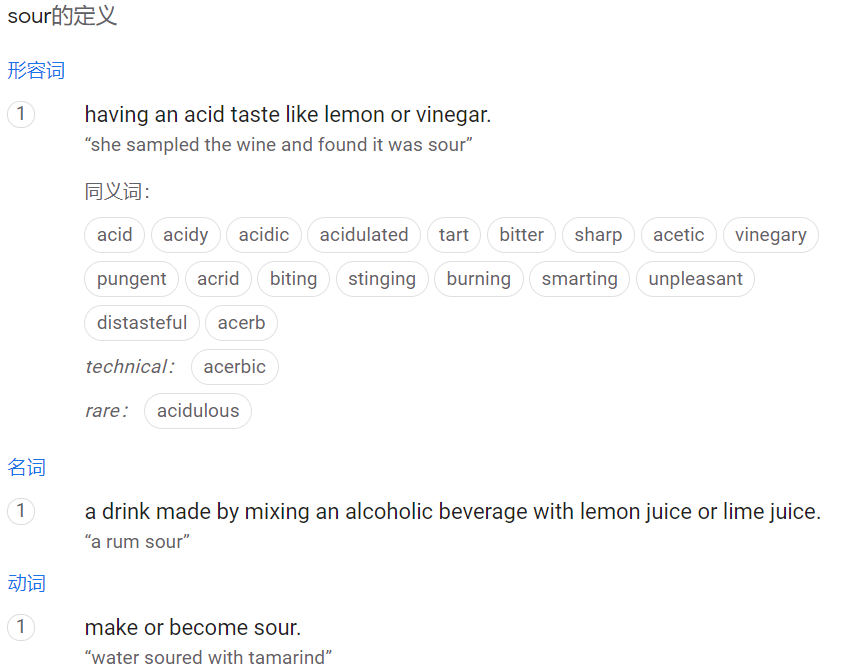 sour的定义
形容词
1 having an acid taste like lemon or vinegar.
“she sampled the wine and found it was sour”
同义词：
acid acidy acidic acidulated tart bitter sharp acetic vinegary
pungent acrid biting stinging burning smarting unpleasant
distasteful acerb
technical： acerbic
rare： acidulous
名词
1 a drink made by mixing an alcoholic beverage with lemon juice or lime juice.
“a rum sour”
动词
1 make or become sour.
“water soured with tamarind”